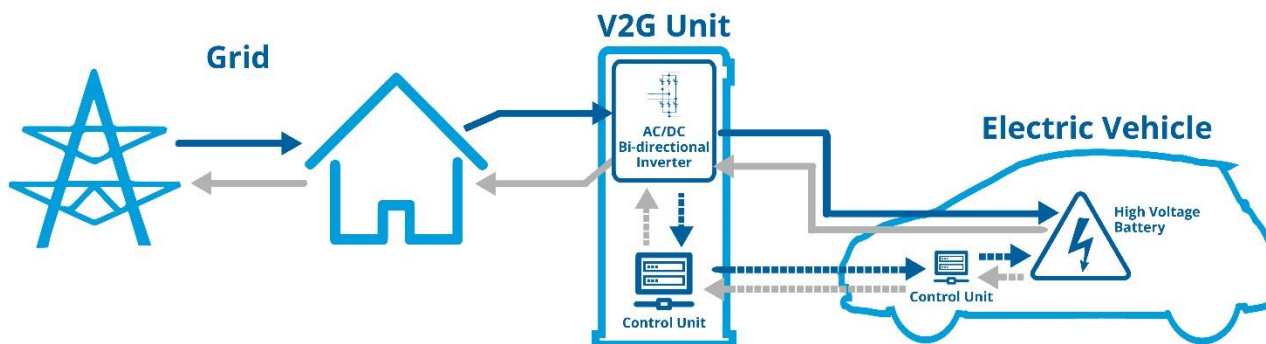 V2G Unit
Grid
AC/DC
Bi-directional
Inverter
Electric Vehicle
High Voltage
Battery
Control Unit
Control Unit